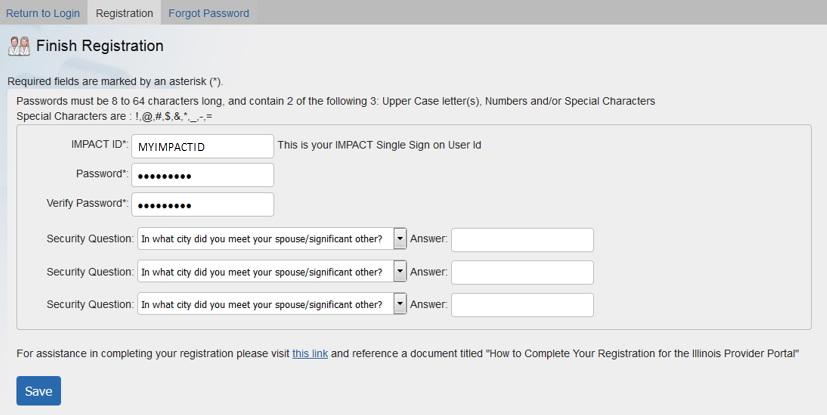 Return to Login Registration Forgot Password
Finish Registration
Required fields are marked by an asterisk (*).
Passwords must be 8 to 64 characters long, and contain 2 of the following 3: Upper Case letter(s), Numbers and/or Special Characters
Special Characters are : !,@,#,$,&,*,_,-,=
IMPACT ID*: MYIMPACTID This is your IMPACT Single Sign on User Id
Password*: •••••••••
Verify Password*: •••••••••
Security Question: In what city did you meet your spouse/significant other? Answer:
Security Question: In what city did you meet your spouse/significant other? Answer:
Security Question: In what city did you meet your spouse/significant other? Answer:
For assistance in completing your registration please visit this link and reference a document titled "How to Complete Your Registration for the Illinois Provider Portal"
Save